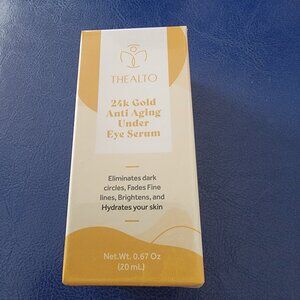 THEALTO
24k Gold
Anti Aging
Under
Eye Serum
Eliminates dark
circles, Fades Fine
lines, Brightens, and
Hydrates your skin
Net.Wt. 0.67 Oz
(20 mL)